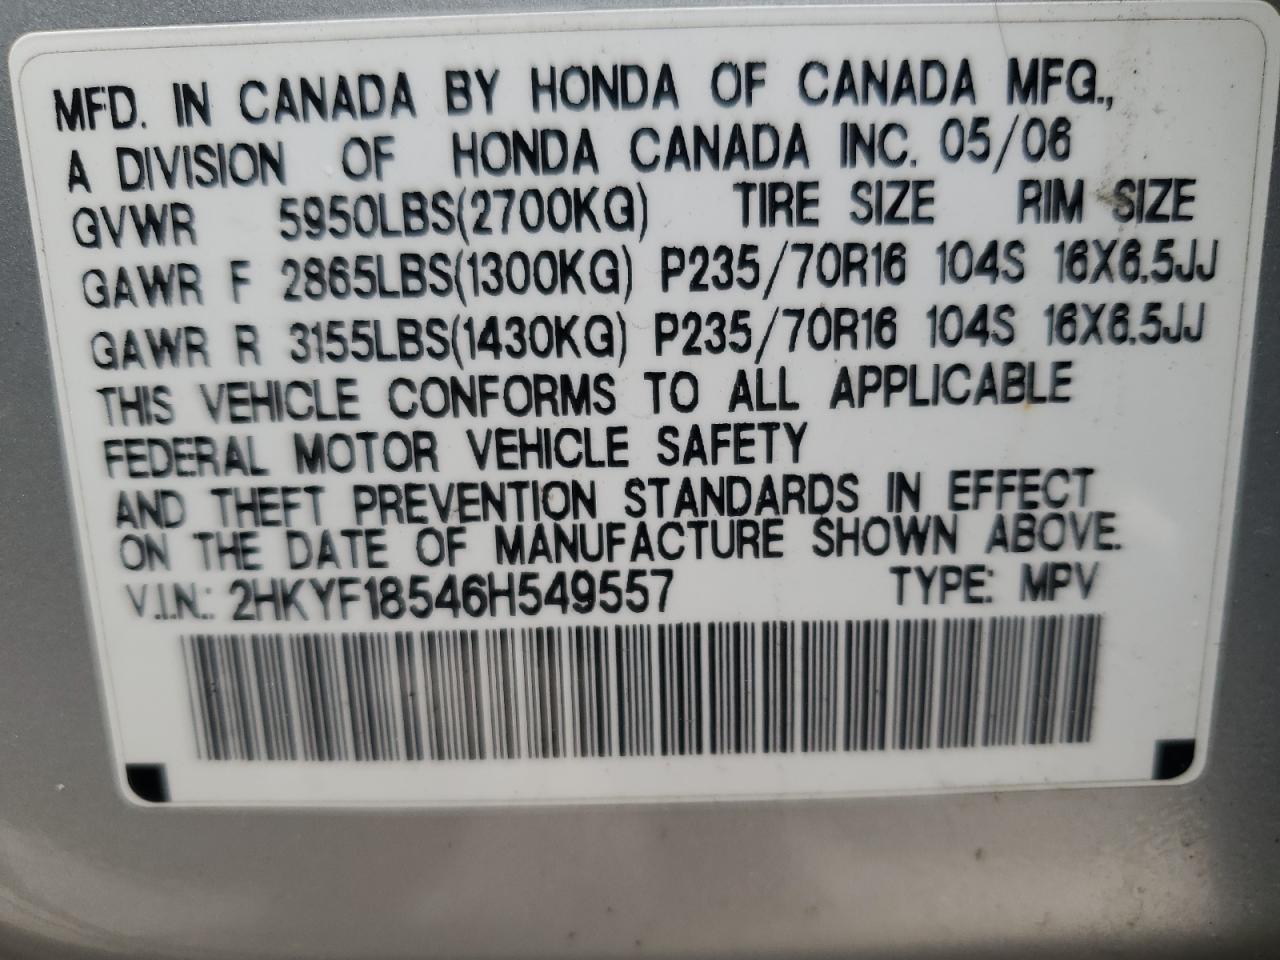 MFD. IN CANADA BY HONDA OF CANADA MFG.,
A DIVISION OF HONDA CANADA INC. 05/06
GVWR 5950LBS(2700KG) TIRE SIZE RIM SIZE
GAWR F 2865LBS(1300KG) P235/70R16 104S 16X6.5JJ
GAWR R 3155LBS(1430KG) P235/70R16 104S 16X6.5JJ
THIS VEHICLE CONFORMS TO ALL APPLICABLE
FEDERAL MOTOR VEHICLE SAFETY
AND THEFT PREVENTION STANDARDS IN EFFECT
ON THE DATE OF MANUFACTURE SHOWN ABOVE.
V.I.N.: 2HKYF18546H549557 TYPE: MPV